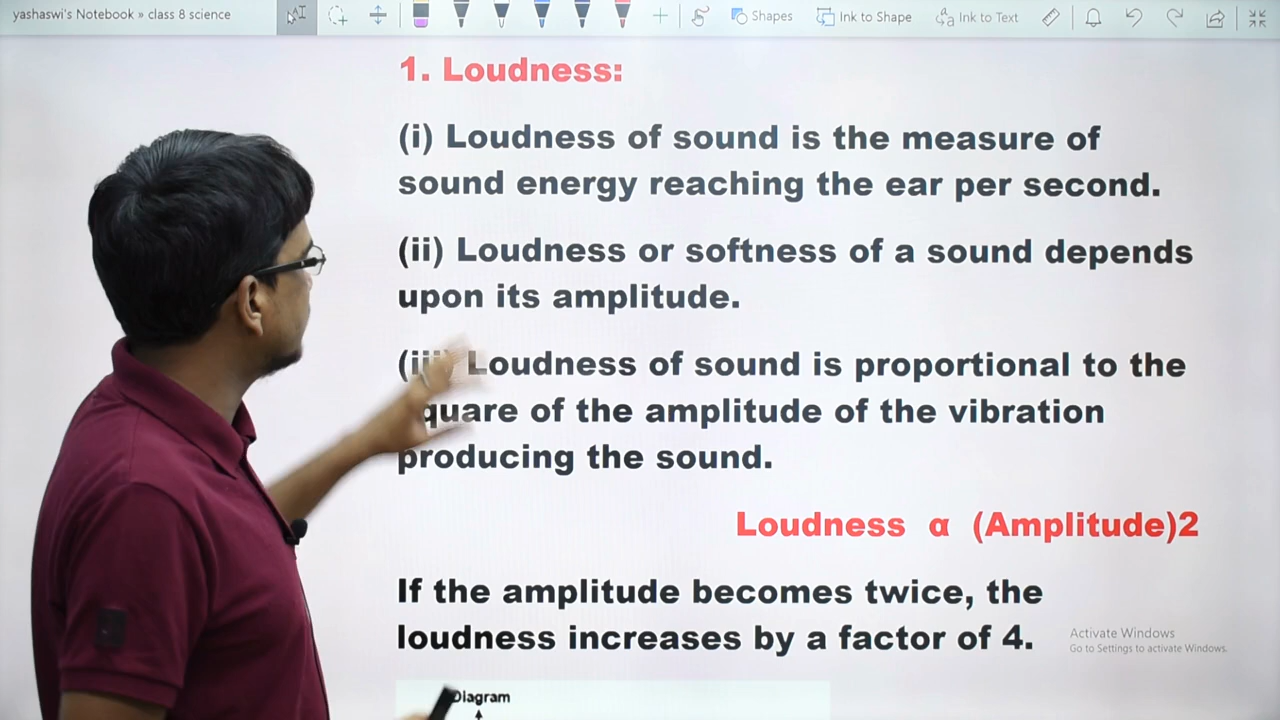 yashaswi's Notebook » class 8 science
Shapes Ink to Shape Ink to Text
1. Loudness:
(i) Loudness of sound is the measure of
sound energy reaching the ear per second.
(ii) Loudness or softness of a sound depends
upon its amplitude.
(iii) Loudness of sound is proportional to the
quare of the amplitude of the vibration
producing the sound.
Loudness α (Amplitude)2
If the amplitude becomes twice, the
loudness increases by a factor of 4.
Activate Windows
Go to Settings to activate Windows.
Diagram